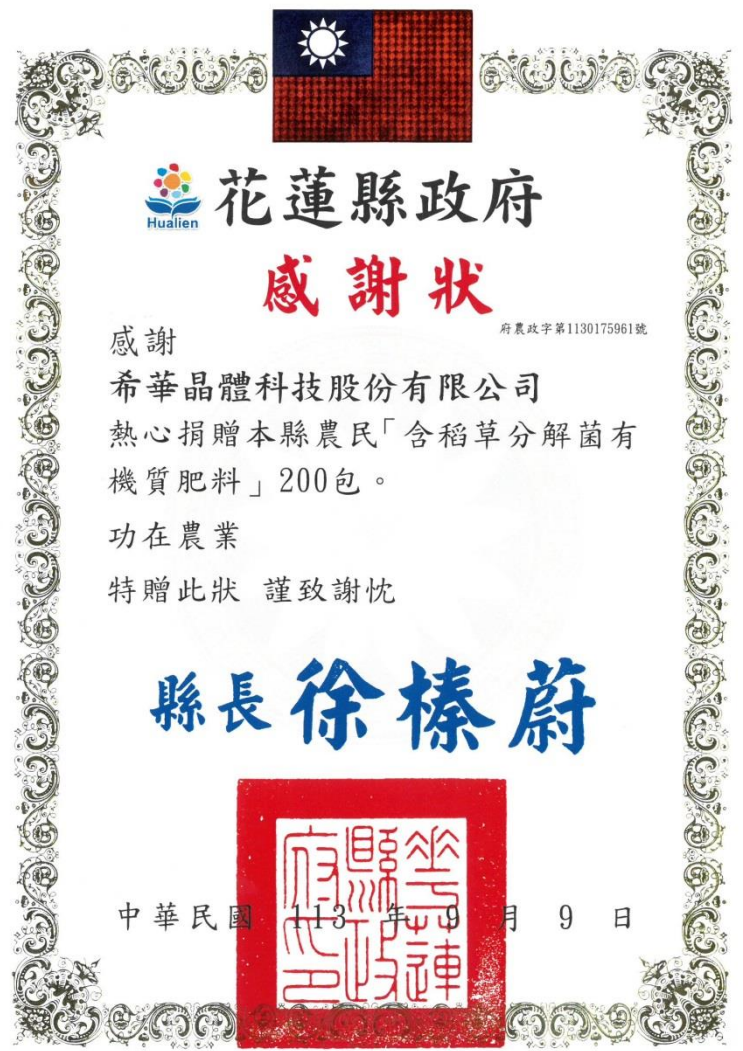 Hualien
花蓮縣政府
感謝狀
府農政字第1130175961號
感謝
希華晶體科技股份有限公司
熱心捐贈本縣農民「含稻草分解菌有
機質肥料」200包。
功在農業
特贈此狀 謹致謝忱
縣長 徐榛蔚
花蓮縣政府印
中華民國 113 年 9 月 9 日